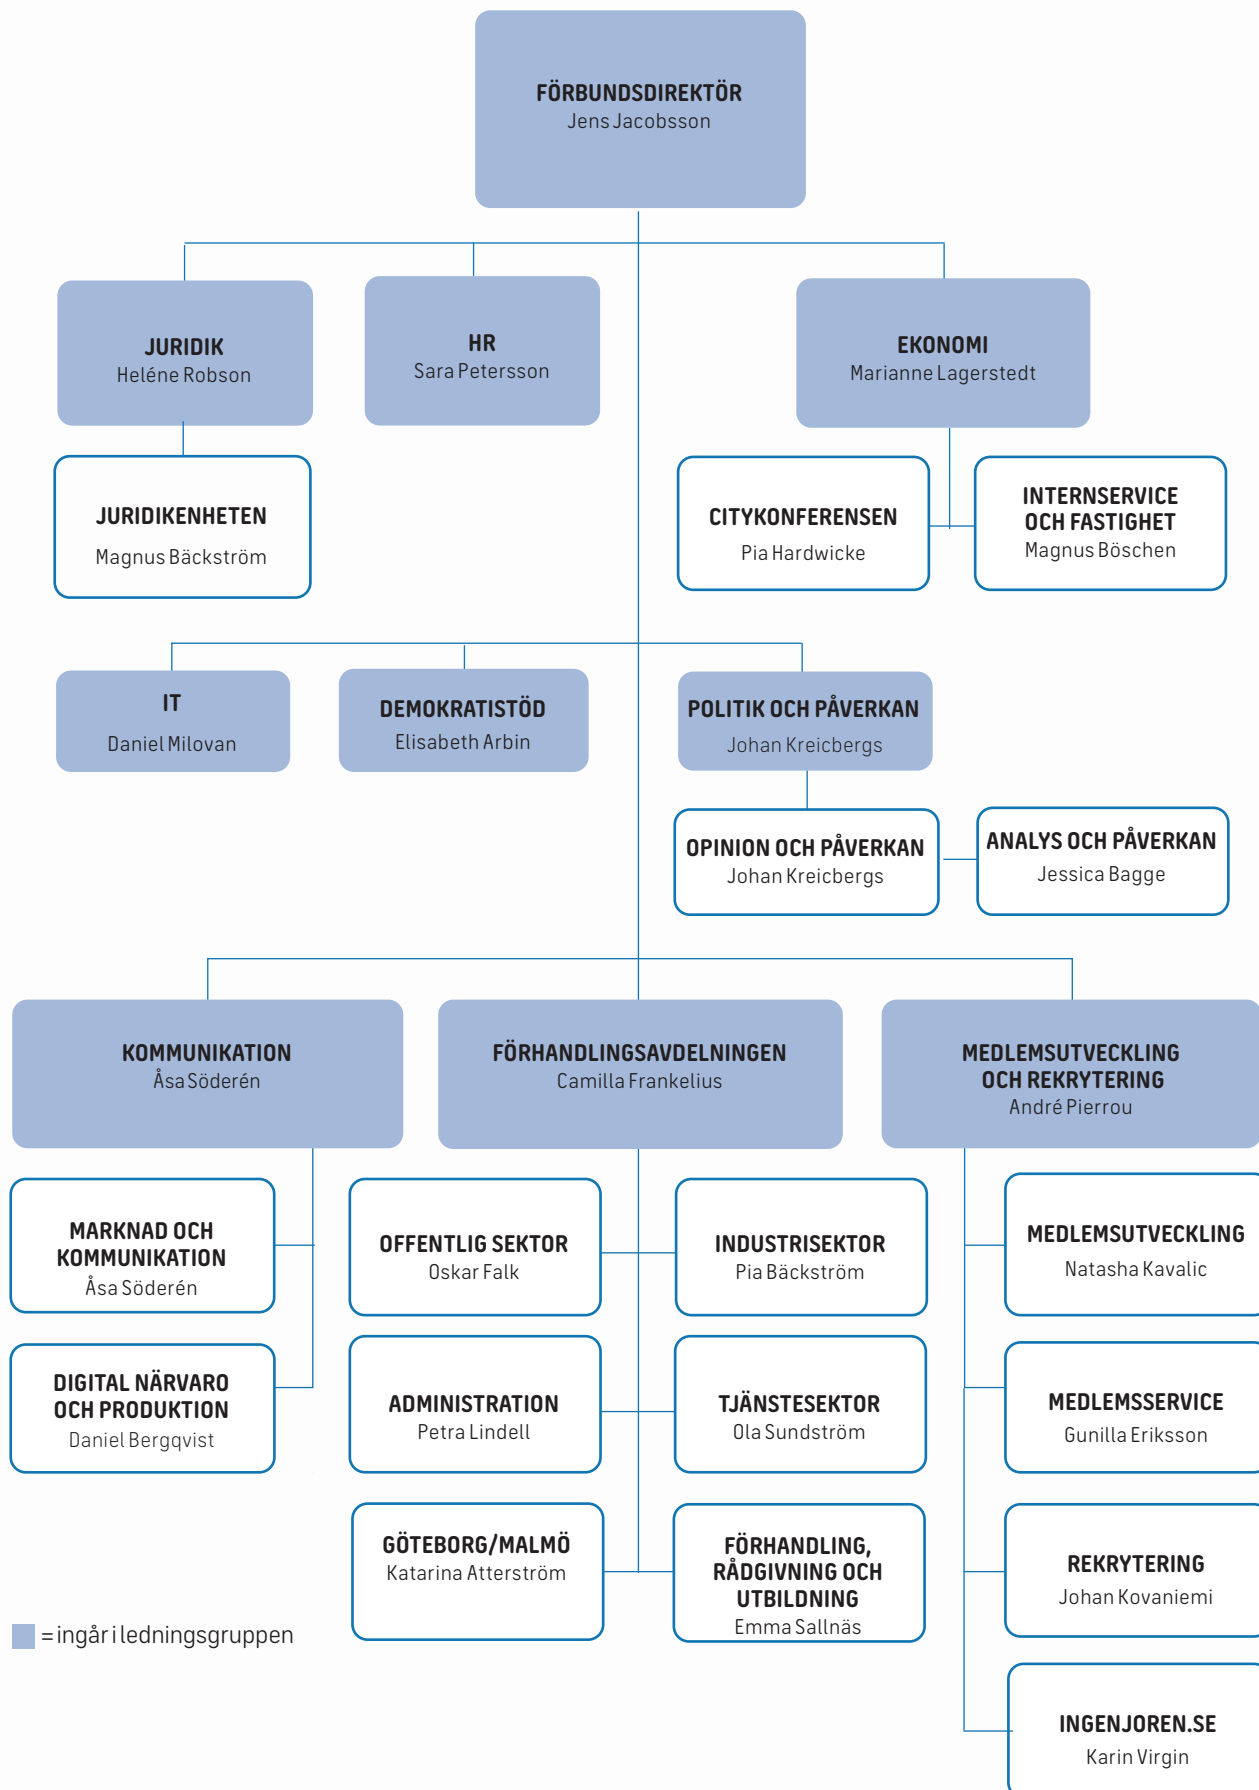 FÖRBUNDSDIREKTÖR
Jens Jacobsson
JURIDIK
Heléne Robson
HR
Sara Petersson
EKONOMI
Marianne Lagerstedt
JURIDIKENHETEN
Magnus Bäckström
CITYKONFERENSEN
Pia Hardwicke
INTERNSERVICE
OCH FASTIGHET
Magnus Böschen
IT
Daniel Milovan
DEMOKRATISTÖD
Elisabeth Arbin
POLITIK OCH PÅVERKAN
Johan Kreicbergs
OPINION OCH PÅVERKAN
Johan Kreicbergs
ANALYS OCH PÅVERKAN
Jessica Bagge
KOMMUNIKATION
Åsa Söderén
FÖRHANDLINGSAVDELNINGEN
Camilla Frankelius
MEDLEMSUTVECKLING
OCH REKRYTERING
André Pierrou
MARKNAD OCH
KOMMUNIKATION
Åsa Söderén
OFFENTLIG SEKTOR
Oskar Falk
INDUSTRISEKTOR
Pia Bäckström
MEDLEMSUTVECKLING
Natasha Kavalic
DIGITAL NÄRVARO
OCH PRODUKTION
Daniel Bergqvist
ADMINISTRATION
Petra Lindell
TJÄNSTESEKTOR
Ola Sundström
MEDLEMSSERVICE
Gunilla Eriksson
GÖTEBORG/MALMÖ
Katarina Atterström
FÖRHANDLING,
RÅDGIVNING OCH
UTBILDNING
Emma Sallnäs
REKRYTERING
Johan Kovaniemi
= ingår i ledningsgruppen
INGENJOREN.SE
Karin Virgin